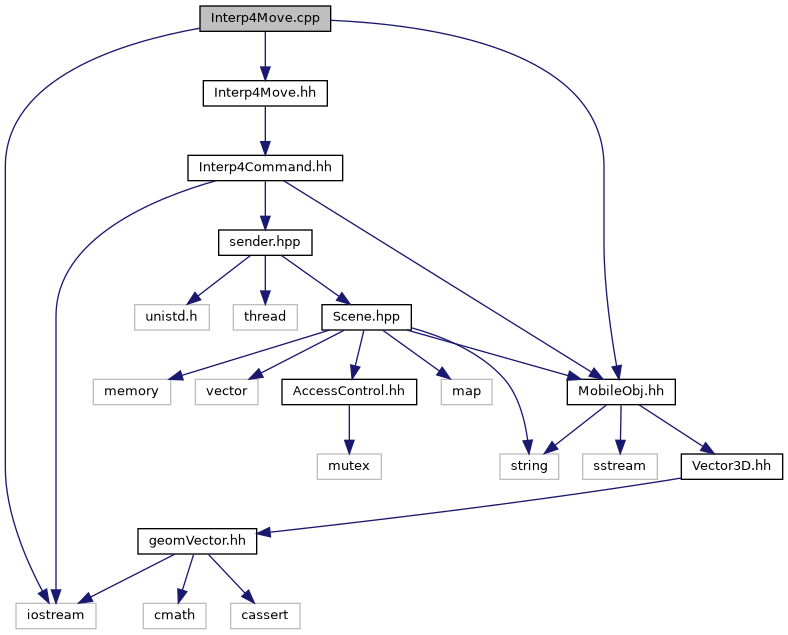 Interp4Move.cpp
Interp4Move.hh
Interp4Command.hh
sender.hpp
unistd.h
thread
Scene.hpp
memory
vector
AccessControl.hh
map
MobileObj.hh
mutex
string
sstream
Vector3D.hh
geomVector.hh
iostream
cmath
cassert